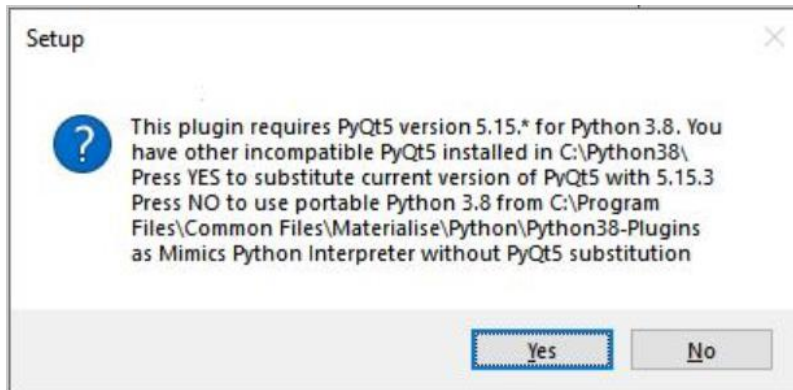 Setup
This plugin requires PyQt5 version 5.15.* for Python 3.8. You
have other incompatible PyQt5 installed in C:\Python38\
Press YES to substitute current version of PyQt5 with 5.15.3
Press NO to use portable Python 3.8 from C:\Program
Files\Common Files\Materialise\Python\Python38-Plugins
as Mimics Python Interpreter without PyQt5 substitution
Yes No